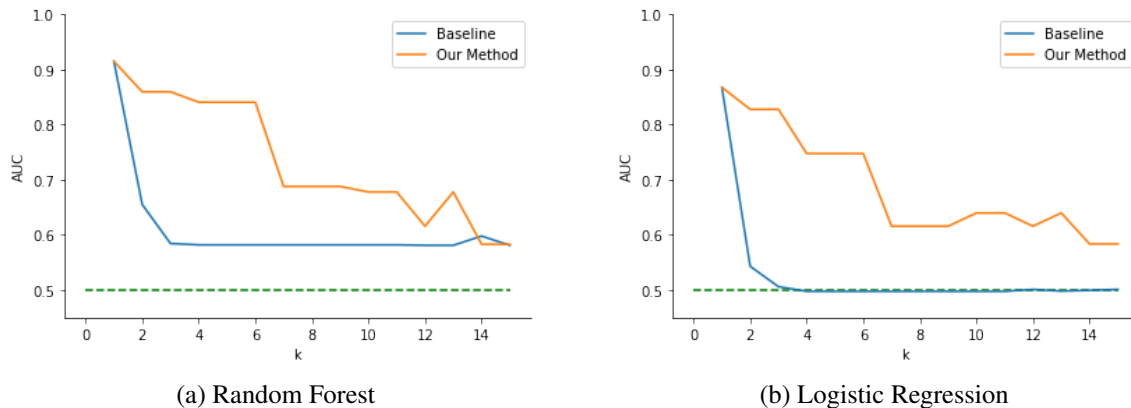 1.0
0.9
0.8
0.7
0.6
0.5
AUC
0 2 4 6 8 10 12 14
k
Baseline
Our Method
(a) Random Forest
1.0
0.9
0.8
0.7
0.6
0.5
AUC
0 2 4 6 8 10 12 14
k
Baseline
Our Method
(b) Logistic Regression